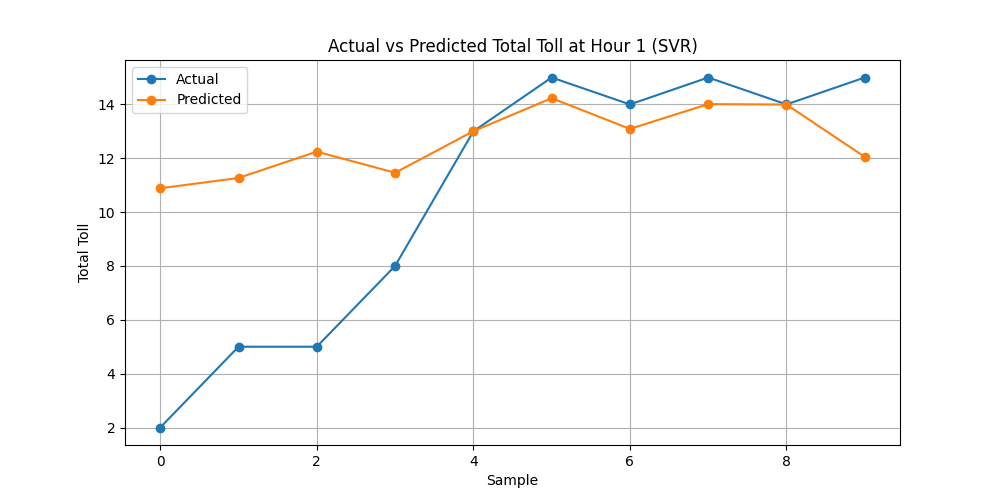 Actual vs Predicted Total Toll at Hour 1 (SVR)
Actual
Predicted
Total Toll
14
12
10
8
6
4
2
0 2 4 6 8
Sample